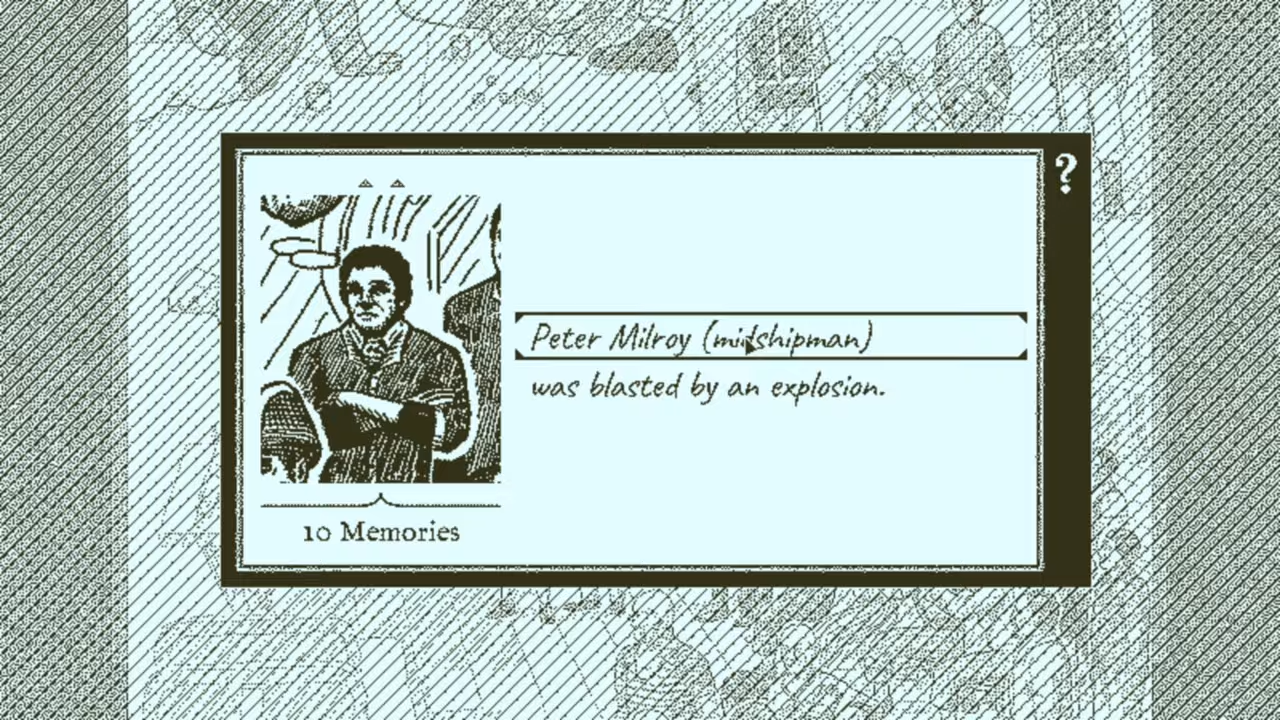 ?
Peter Milroy (midshipman)
was blasted by an explosion.
10 Memories